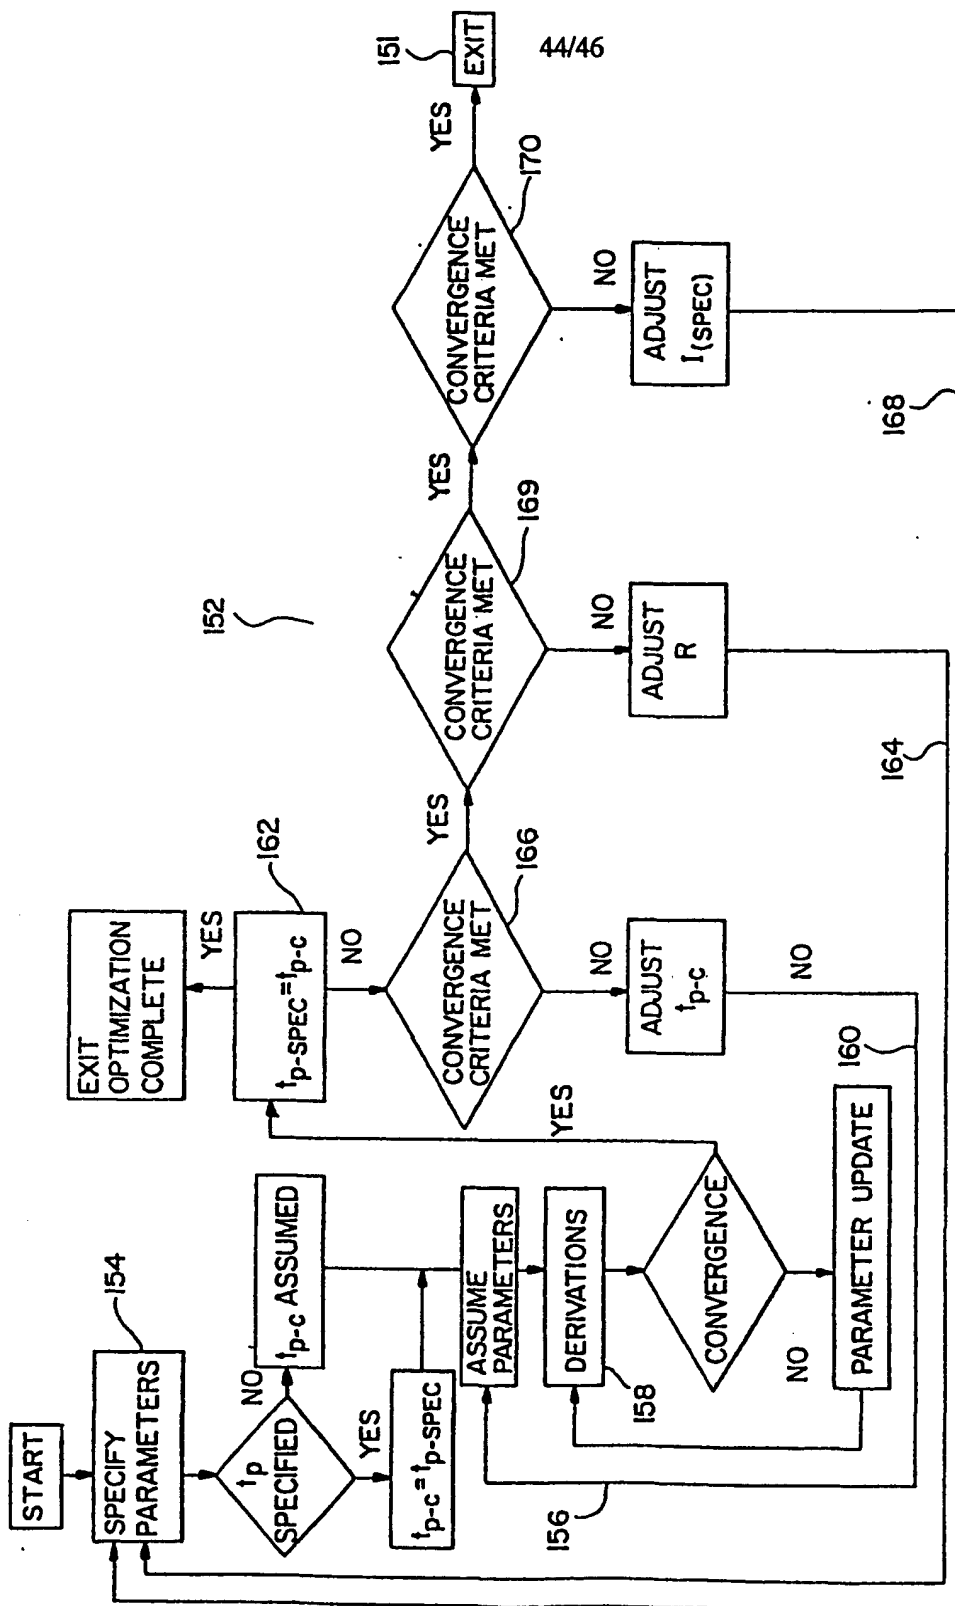 44/46
START
SPECIFY
PARAMETERS
154
tp
SPECIFIED
NO
YES
tp-c ASSUMED
tp-c=tp-SPEC
ASSUME
PARAMETERS
156
DERIVATIONS
158
CONVERGENCE
YES
NO
PARAMETER UPDATE
160
EXIT
OPTIMIZATION
COMPLETE
YES
tp-SPEC=tp-c
162
NO
CONVERGENCE
CRITERIA MET
166
NO
ADJUST
tp-c
NO
YES
152
CONVERGENCE
CRITERIA MET
169
NO
ADJUST
R
164
YES
CONVERGENCE
CRITERIA MET
170
NO
ADJUST
I(SPEC)
168
YES
EXIT
151